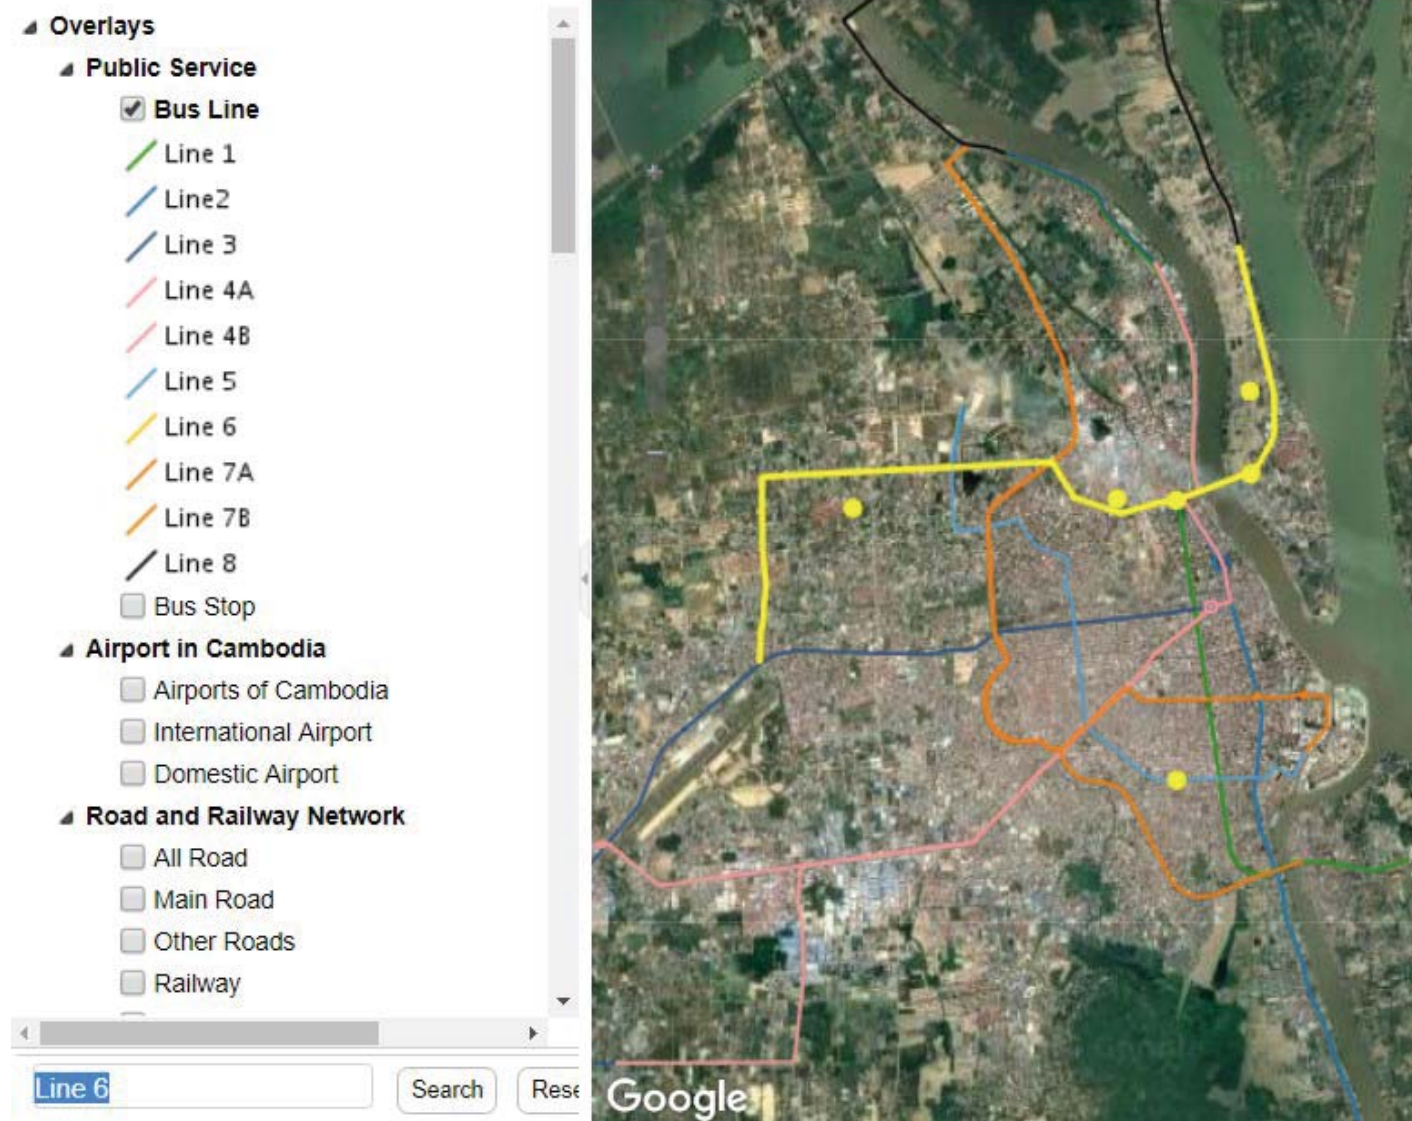 Overlays
Public Service
Bus Line
Line 1
Line2
Line 3
Line 4A
Line 4B
Line 5
Line 6
Line 7A
Line 7B
Line 8
Bus Stop
Airport in Cambodia
Airports of Cambodia
International Airport
Domestic Airport
Road and Railway Network
All Road
Main Road
Other Roads
Railway
Line 6
Search
Rese
Google